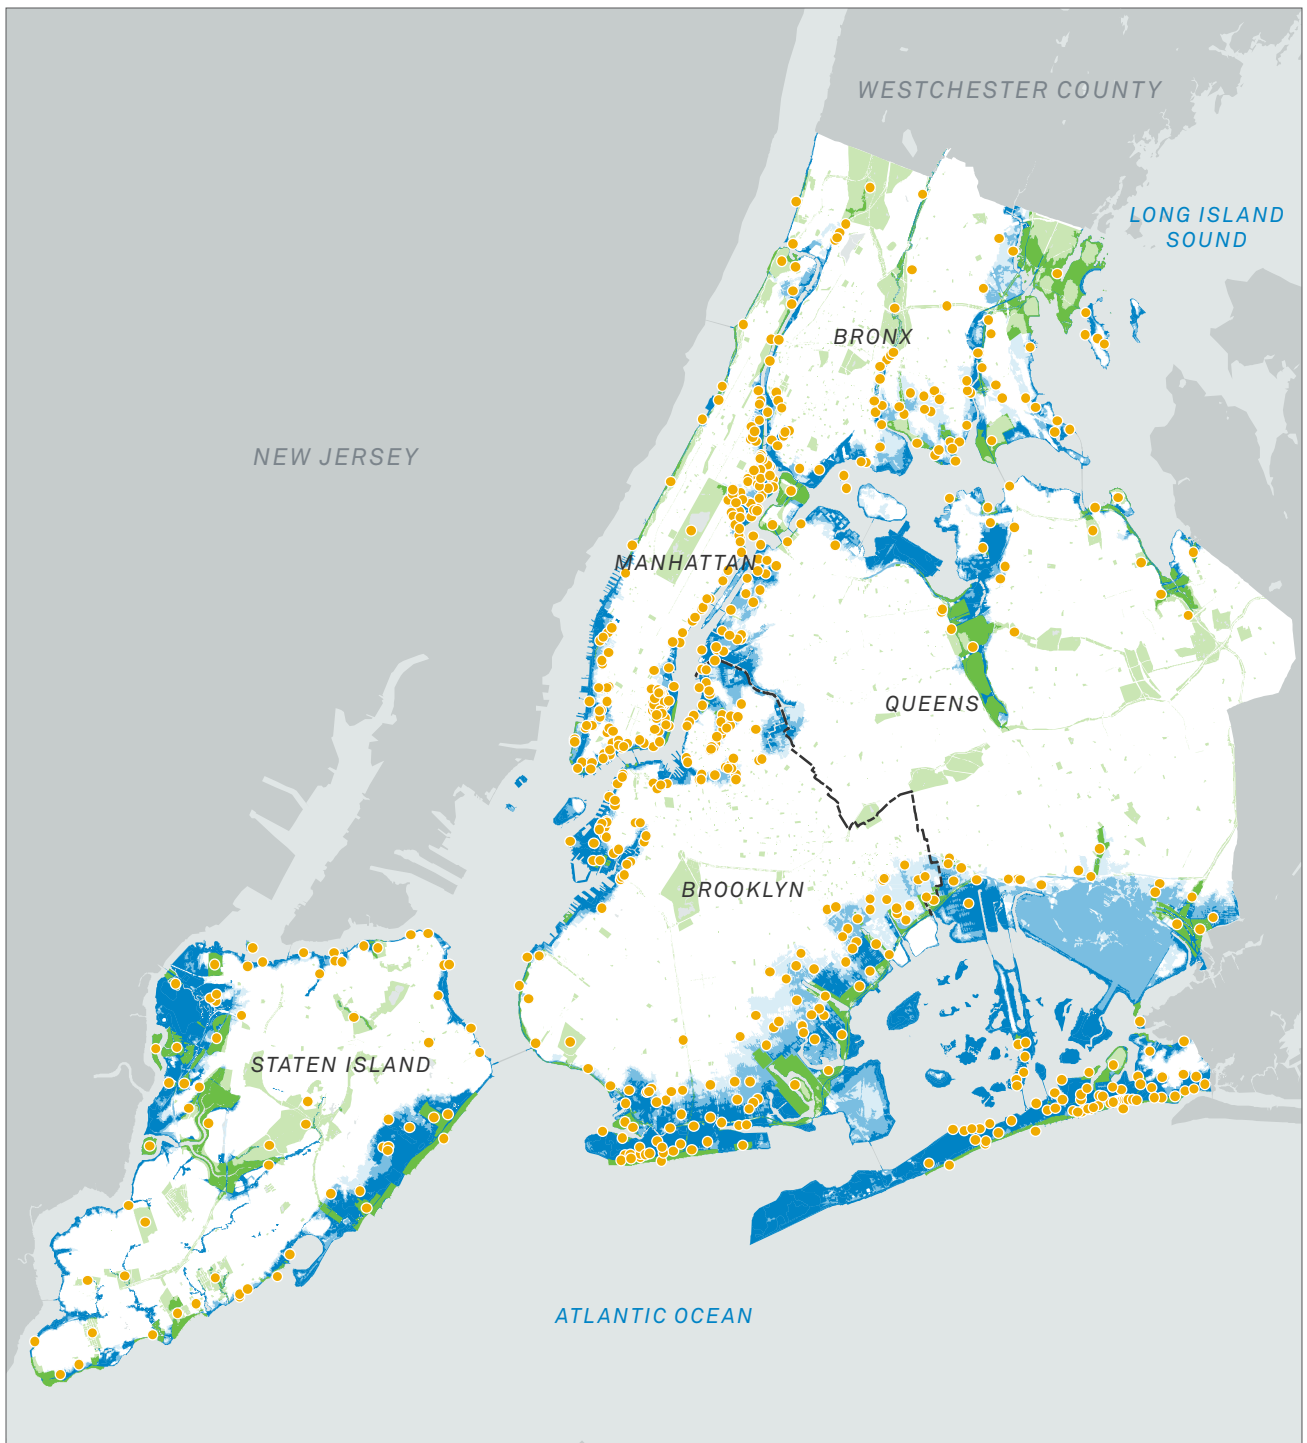 WESTCHESTER COUNTY
LONG ISLAND
SOUND
BRONX
NEW JERSEY
MANHATTAN
QUEENS
BROOKLYN
STATEN ISLAND
ATLANTIC OCEAN